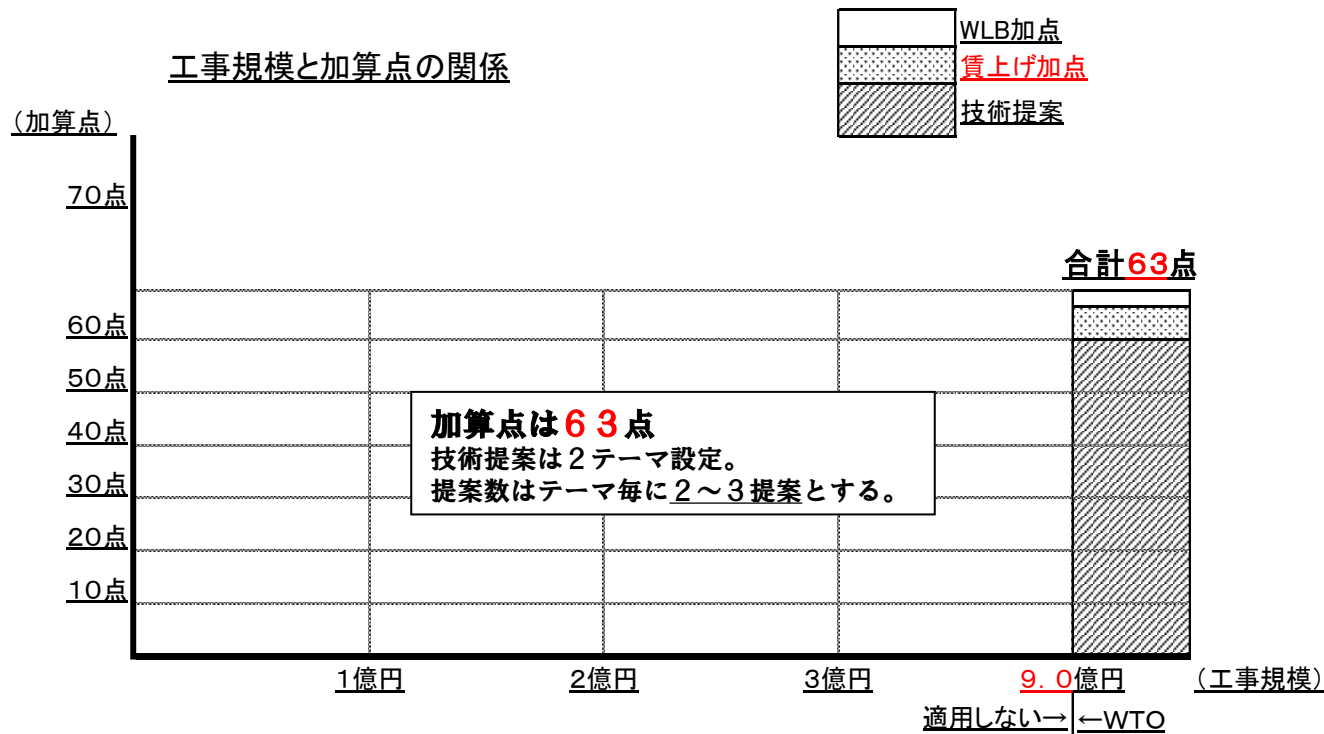 工事規模と加算点の関係
WLB加点
賃上げ加点
技術提案
（加算点）
70点
合計63点
60点
50点
40点
30点
20点
10点
加算点は６３点
技術提案は２テーマ設定。
提案数はテーマ毎に２～３提案とする。
1億円
2億円
3億円
9．0億円
（工事規模）
適用しない→
←WTO